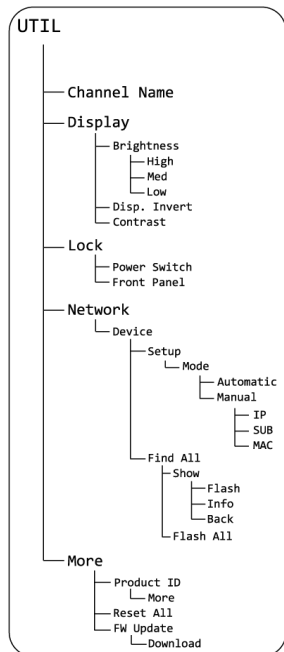 UTIL
Channel Name
Display
Brightness
High
Med
Low
Disp. Invert
Contrast
Lock
Power Switch
Front Panel
Network
Device
Setup
Mode
Automatic
Manual
IP
SUB
MAC
Find All
Show
Flash
Info
Back
Flash All
More
Product ID
More
Reset All
FW Update
Download